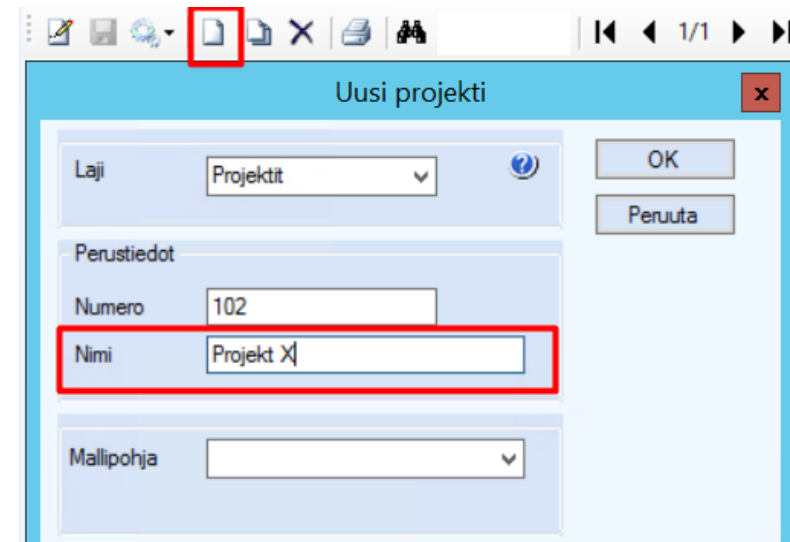 1/1
Uusi projekti
x
Laji Projektit ? OK
Peruuta
Perustiedot
Numero 102
Nimi Projekt X
Mallipohja